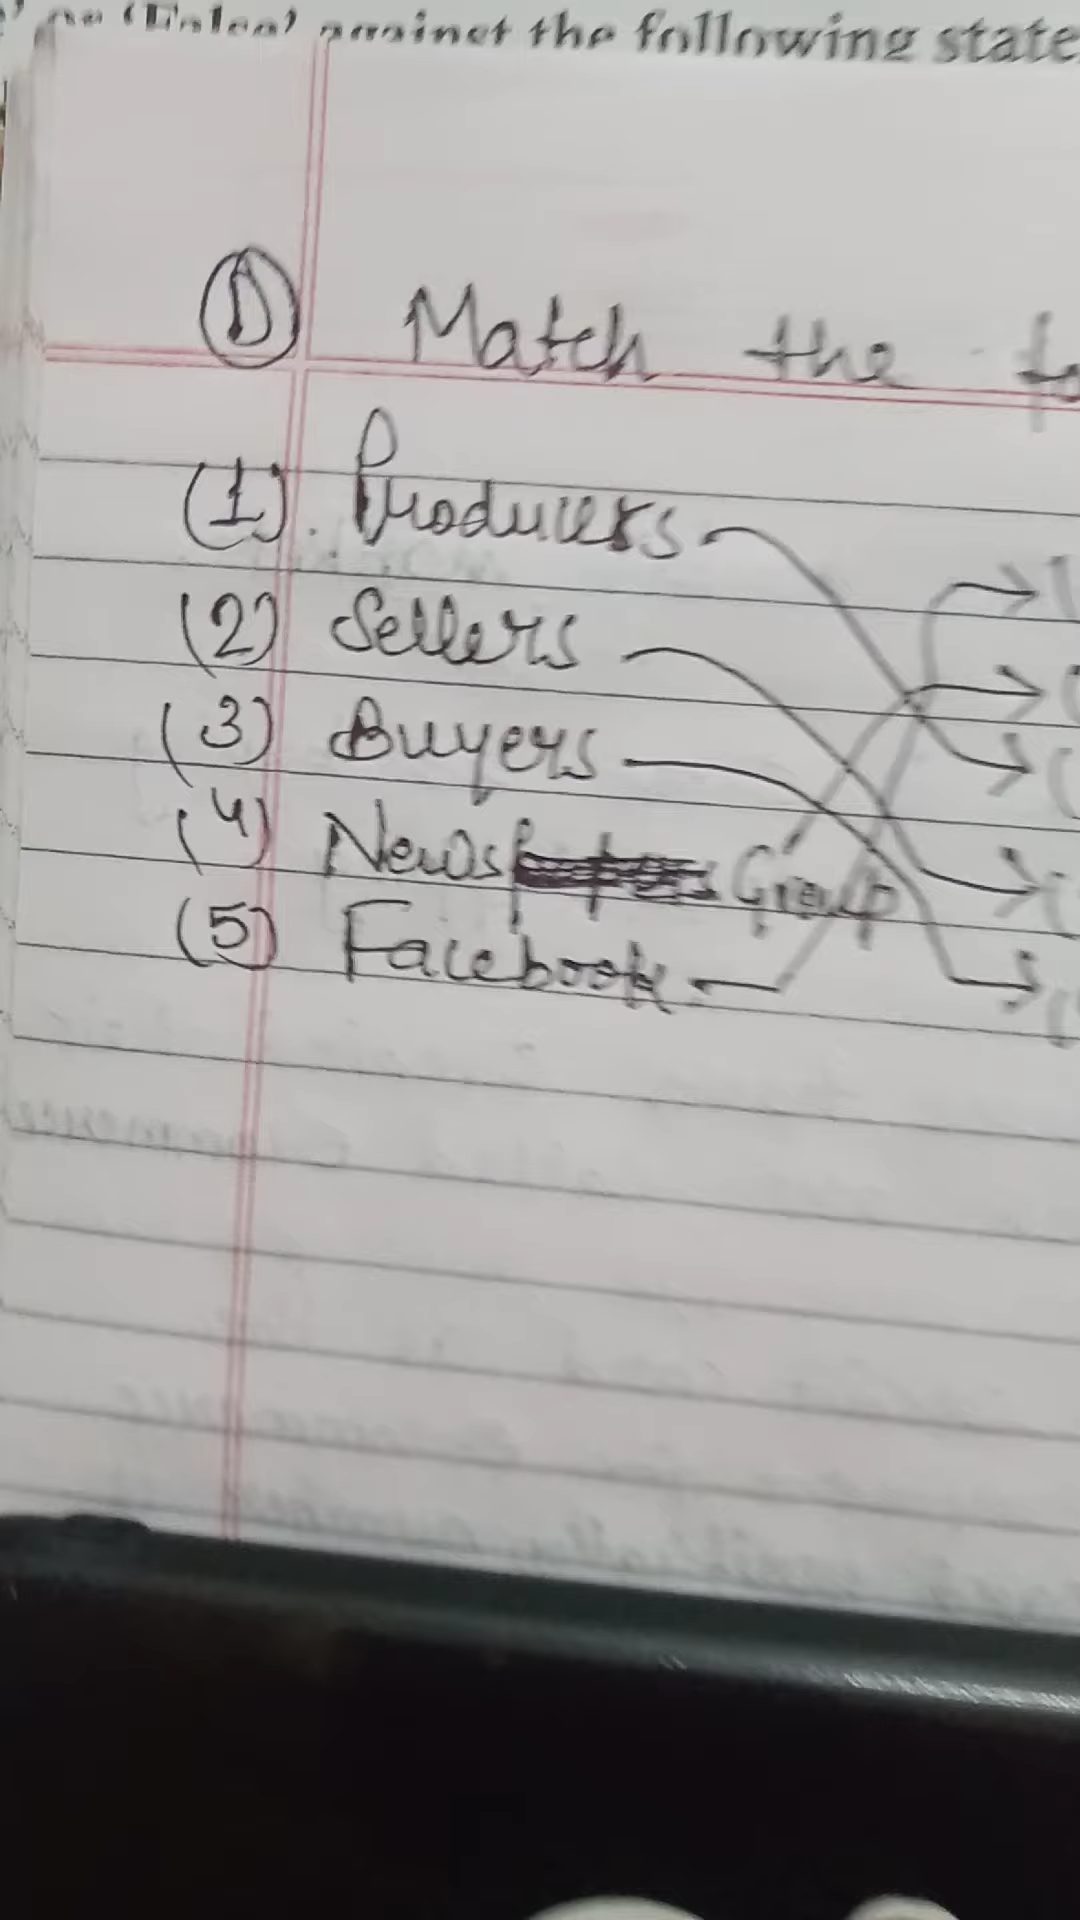 against the following state
(D) Match the
(1). Producers
(2) Sellers
(3) Buyers
(4) News Group
(5) Facebook